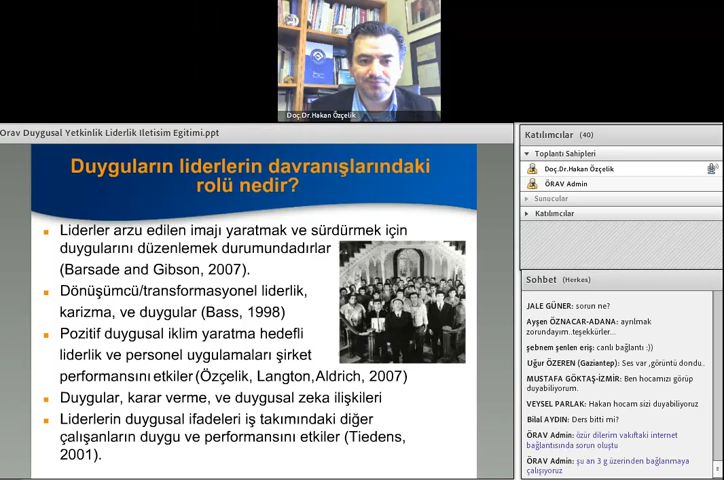 Doç.Dr.Hakan Özçelik
Orav Duygusal Yetkinlik Liderlik Iletisim Egitimi.ppt
Duyguların liderlerin davranışlarındaki
rolü nedir?
Liderler arzu edilen imajı yaratmak ve sürdürmek için
duygularını düzenlemek durumundadırlar
(Barsade and Gibson, 2007).
Dönüşümcü/transformasyonel liderlik,
karizma, ve duygular (Bass, 1998)
Pozitif duygusal iklim yaratma hedefli
liderlik ve personel uygulamaları şirket
performansını etkiler (Özçelik, Langton,Aldrich, 2007)
Duygular, karar verme, ve duygusal zeka ilişkileri
Liderlerin duygusal ifadeleri iş takımındaki diğer
çalışanların duygu ve performansını etkiler (Tiedens,
2001).
Katılımcılar (40)
Toplantı Sahipleri
Doç.Dr.Hakan Özçelik
ÖRAV Admin
Sunucular
Katılımcılar
Sohbet (Herkes)
JALE GÜNER: sorun ne?
Ayşen ÖZNACAR-ADANA: ayrılmak
zorundayım..teşekkürler...
şebnem şenlen eriş: canlı bağlantı :))
Uğur ÖZEREN (Gaziantep): Ses var ,görüntü dondu..
MUSTAFA GÖKTAŞ-İZMİR: Ben hocamızı görüp
duyabiliyorum.
VEYSEL PARLAK: Hakan hocam sizi duyabiliyoruz
Bilal AYDIN: Ders bitti mi?
ÖRAV Admin: özür dilerim vakıftaki internet
bağlantısında sorun oluştu
ÖRAV Admin: şu an 3 g üzerinden bağlanmaya
çalışıyoruz